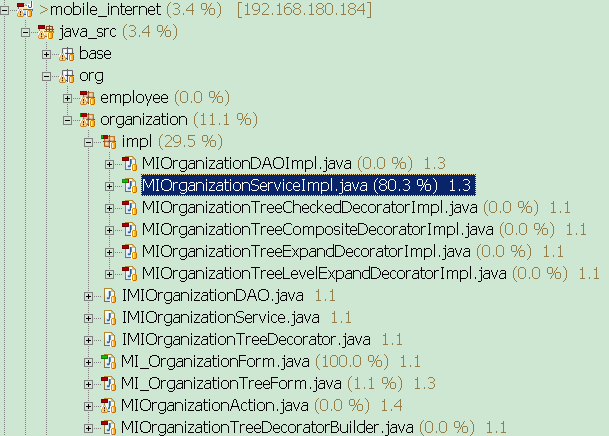 >mobile_internet (3.4 %) [192.168.180.184]
java_src (3.4 %)
base
org
employee (0.0 %)
organization (11.1 %)
impl (29.5 %)
MIOrganizationDAOImpl.java (0.0 %) 1.3
MIOrganizationServiceImpl.java (80.3 %) 1.3
MIOrganizationTreeCheckedDecoratorImpl.java (0.0 %) 1.1
MIOrganizationTreeCompositeDecoratorImpl.java (0.0 %) 1.1
MIOrganizationTreeExpandDecoratorImpl.java (0.0 %) 1.1
MIOrganizationTreeLevelExpandDecoratorImpl.java (0.0 %) 1.1
IMIOrganizationDAO.java 1.1
IMIOrganizationService.java 1.1
IMIOrganizationTreeDecorator.java 1.1
MI_OrganizationForm.java (100.0 %) 1.1
MI_OrganizationTreeForm.java (1.1 %) 1.3
MIOrganizationAction.java (0.0 %) 1.4
MIOrganizationTreeDecoratorBuilder.java (0.0 %) 1.1